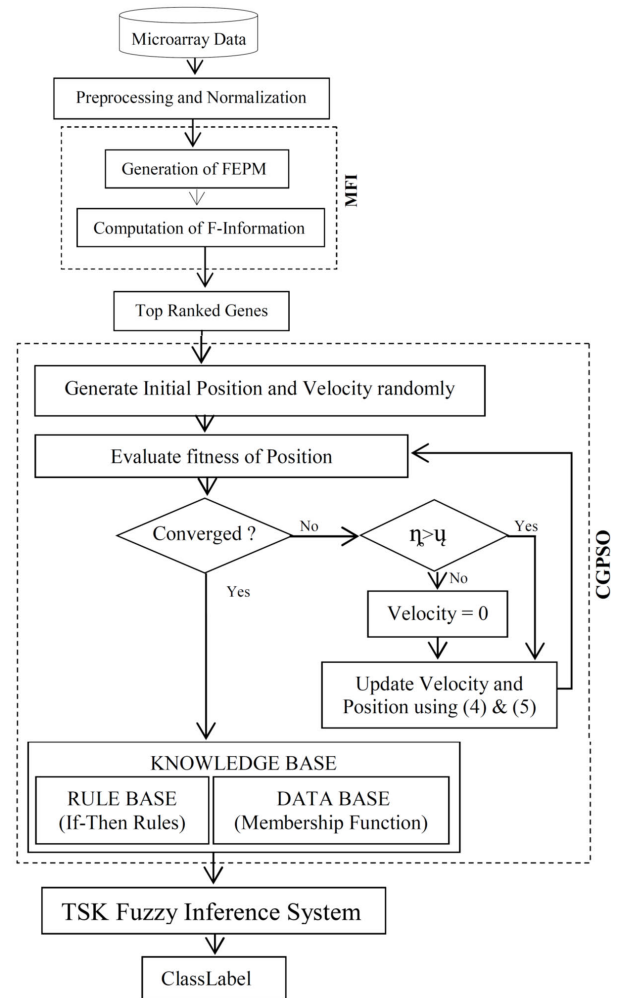 Microarray Data
Preprocessing and Normalization
Generation of FEPM
Computation of F-Information
MFI
Top Ranked Genes
Generate Initial Position and Velocity randomly
Evaluate fitness of Position
Converged ?
No
ƞ̨>ų
Yes
No
Yes
Velocity = 0
Update Velocity and
Position using (4) & (5)
CGPSO
KNOWLEDGE BASE
RULE BASE
(If-Then Rules)
DATA BASE
(Membership Function)
TSK Fuzzy Inference System
ClassLabel